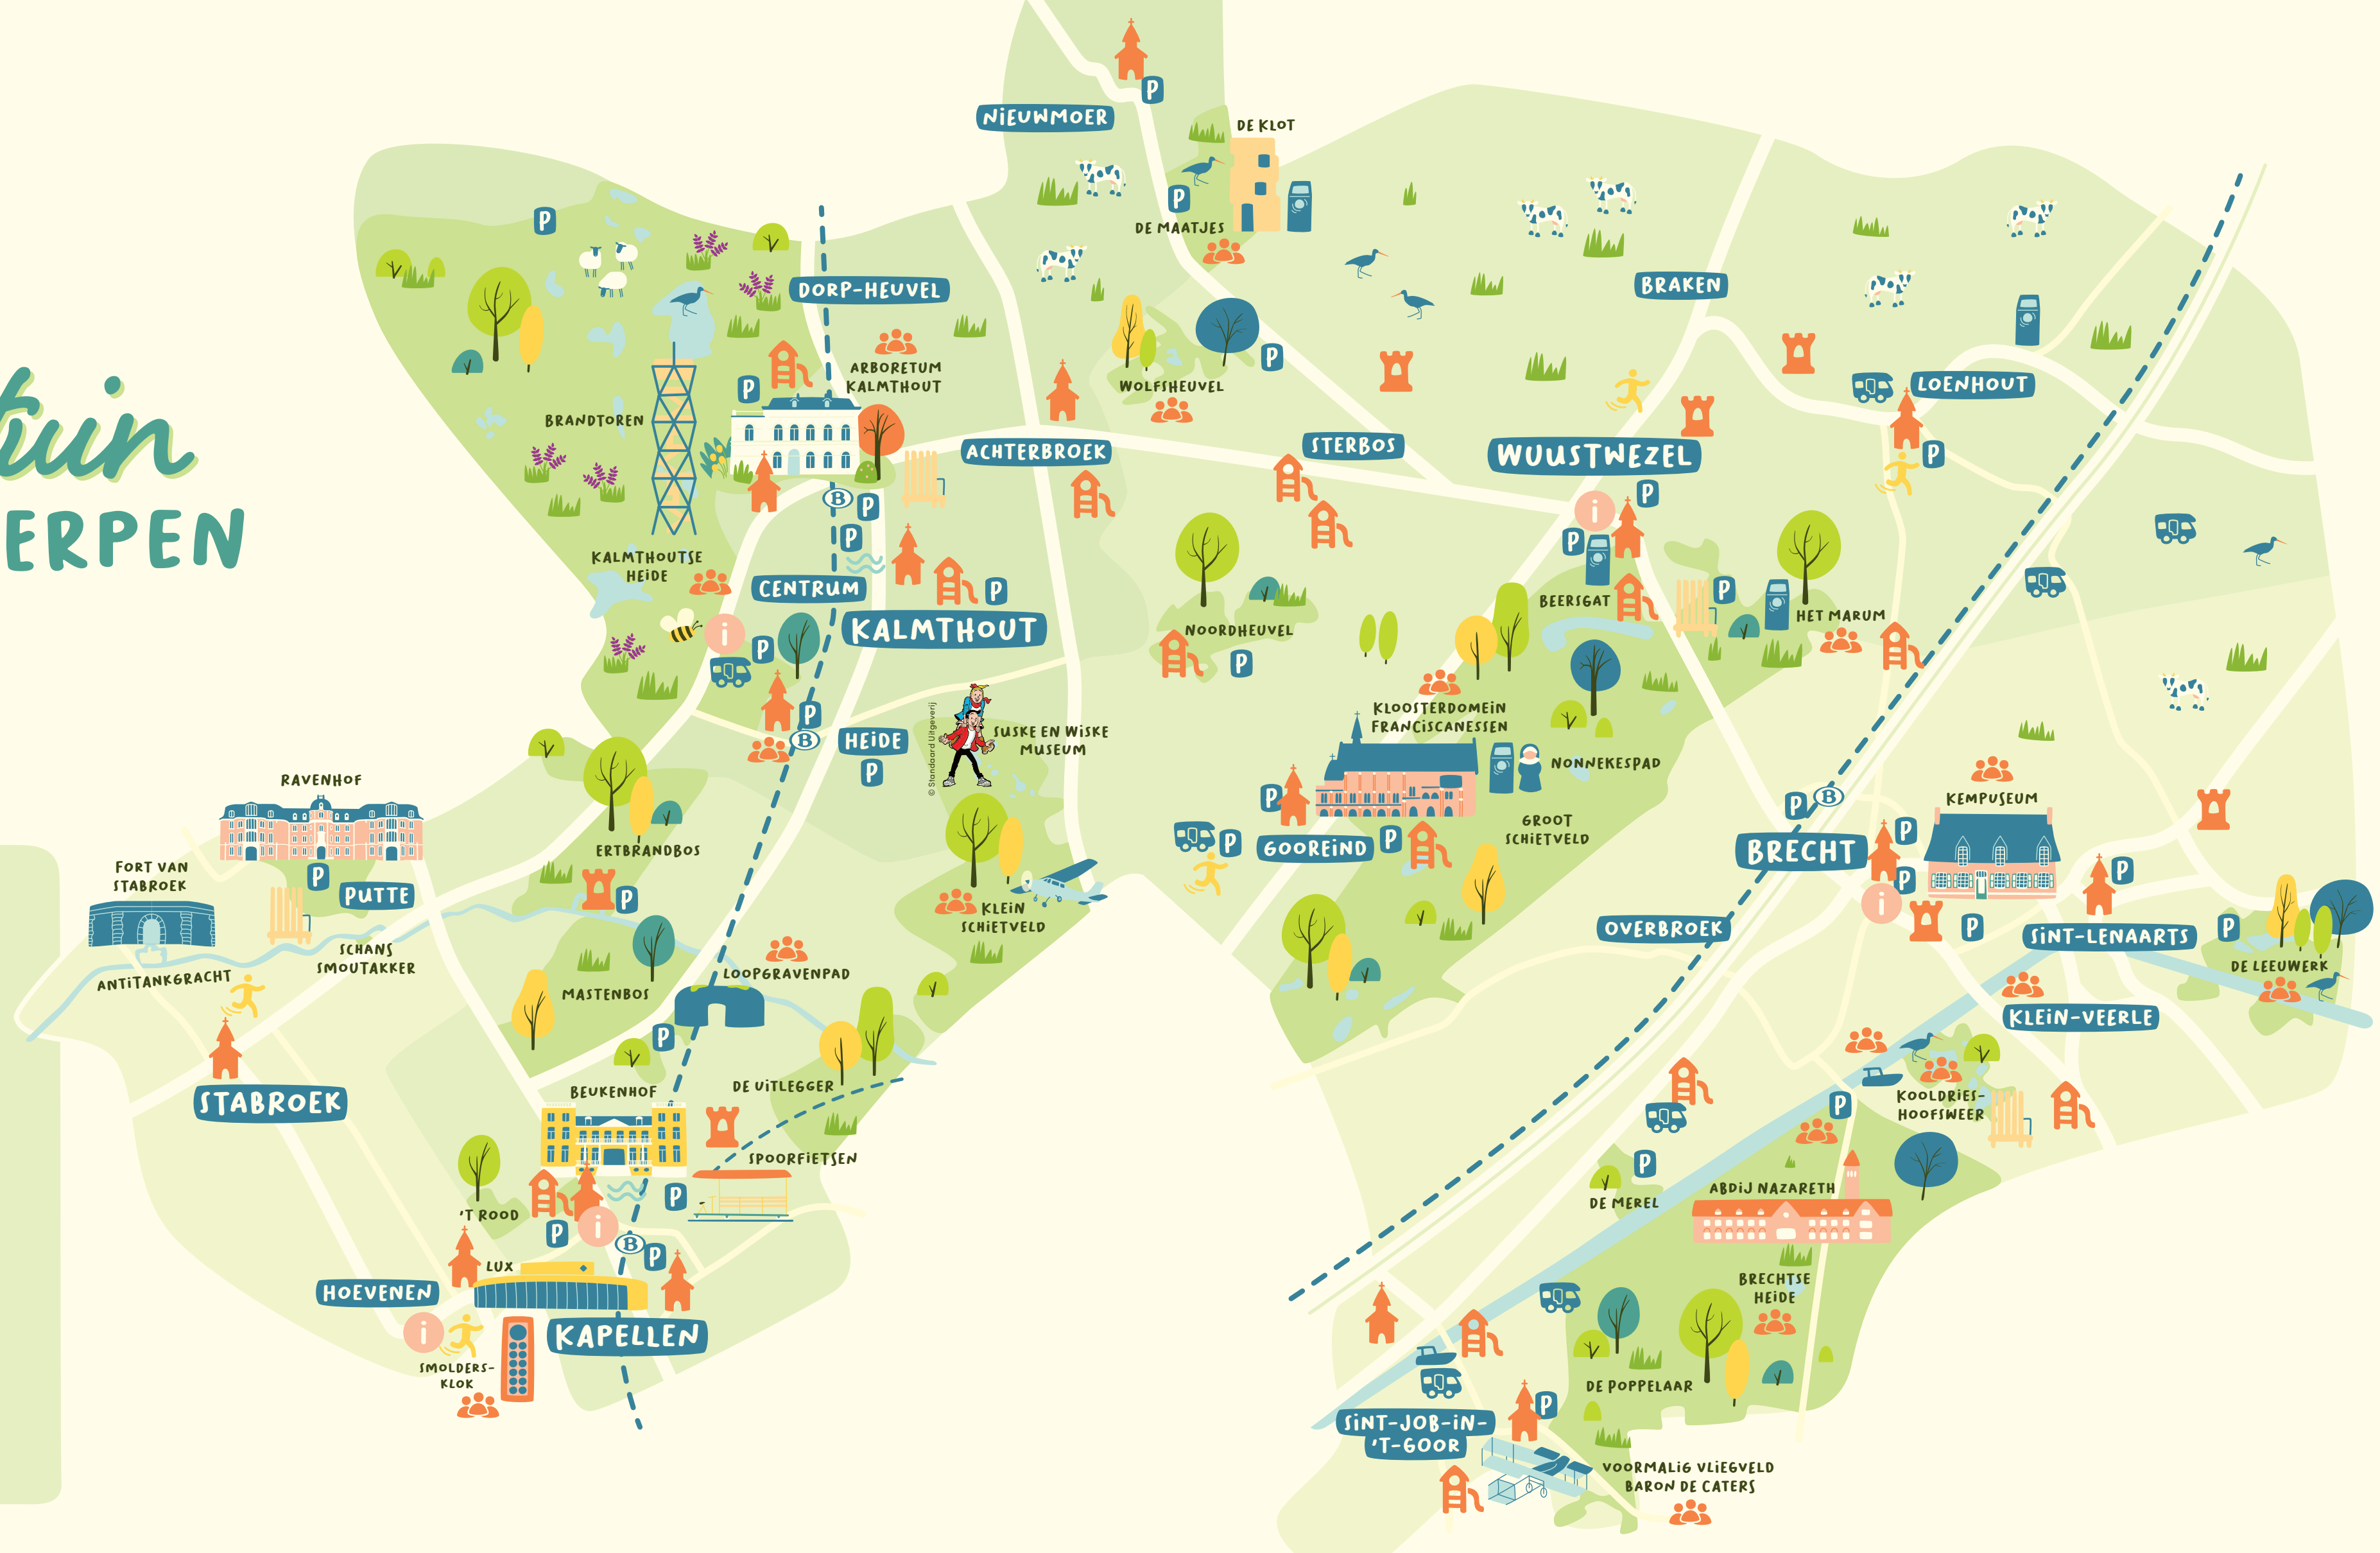 NiEUWMOER
DE KLOT
DE MAATJES
DORP-HEUVEL
BRAKEN
ARBORETUM
KALMTHOUT
WOLFSHEUVEL
LOENHOUT
BRANDTOREN
ACHTERBROEK
STERBOS
WUUSTWEZEL
tuin
ERPEN
KALMTHOUTSE
HEiDE
CENTRUM
KALMTHOUT
BEERSGAT
HET MARUM
NOORDHEUVEL
© Standaard Uitgeverij
SUSKE EN WiSKE
MUSEUM
HEiDE
KLOOSTERDOMEiN
FRANCiSCANESSEN
NONNEKESPAD
RAVENHOF
KEMPUSEUM
GROOT
SCHiETVELD
GOOREiND
BRECHT
ERTBRANDBOS
FORT VAN
STABROEK
PUTTE
KLEiN
SCHiETVELD
OVERBROEK
SiNT-LENAARTS
SCHANS
SMOUTAKKER
ANTiTANKGRACHT
LOOPGRAVENPAD
DE LEEUWERK
MASTENBOS
KLEiN-VEERLE
DE UiTLEGGER
BEUKENHOF
STABROEK
KOOLDRiES-
HOOFSWEER
SPOORFiETSEN
ABDiJ NAZARETH
DE MEREL
'T ROOD
LUX
HOEVENEN
BRECHTSE
HEiDE
KAPELLEN
SMOLDERS-
KLOK
DE POPPELAAR
SiNT-JOB-iN-
'T-GOOR
VOORMALiG VLiEGVELD
BARON DE CATERS